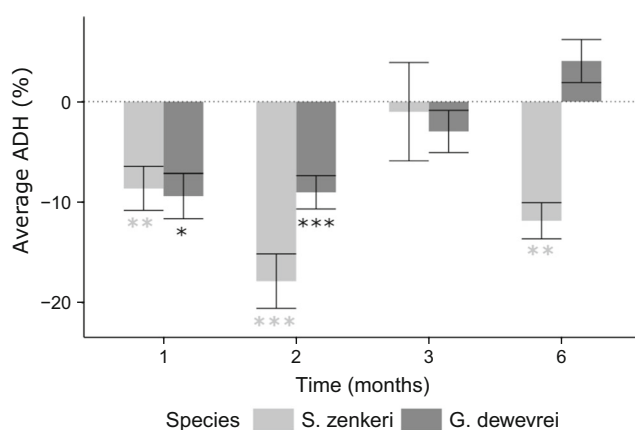 Average ADH (%)
0
−10
−20
**
*
***
***
**
1 2 3 6
Time (months)
Species S. zenkeri G. dewevrei